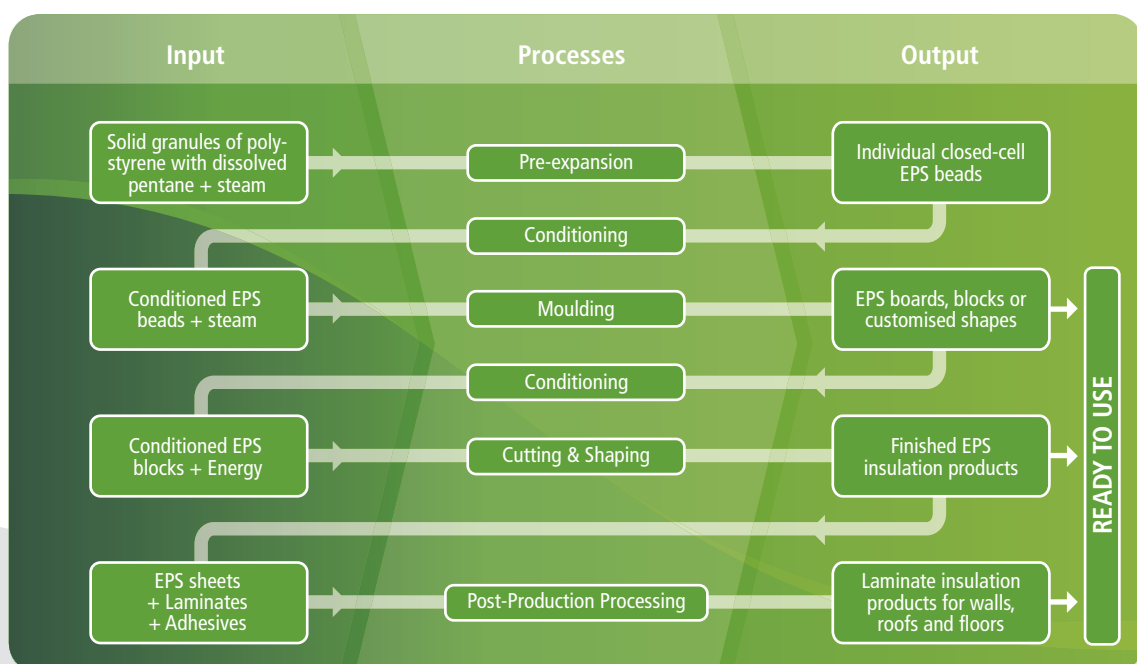 Input
Processes
Output
Solid granules of poly-
styrene with dissolved
pentane + steam
Pre-expansion
Individual closed-cell
EPS beads
Conditioning
Conditioned EPS
beads + steam
Moulding
EPS boards, blocks or
customised shapes
Conditioning
Conditioned EPS
blocks + Energy
Cutting & Shaping
Finished EPS
insulation products
EPS sheets
+ Laminates
+ Adhesives
Post-Production Processing
Laminate insulation
products for walls,
roofs and floors
READY TO USE